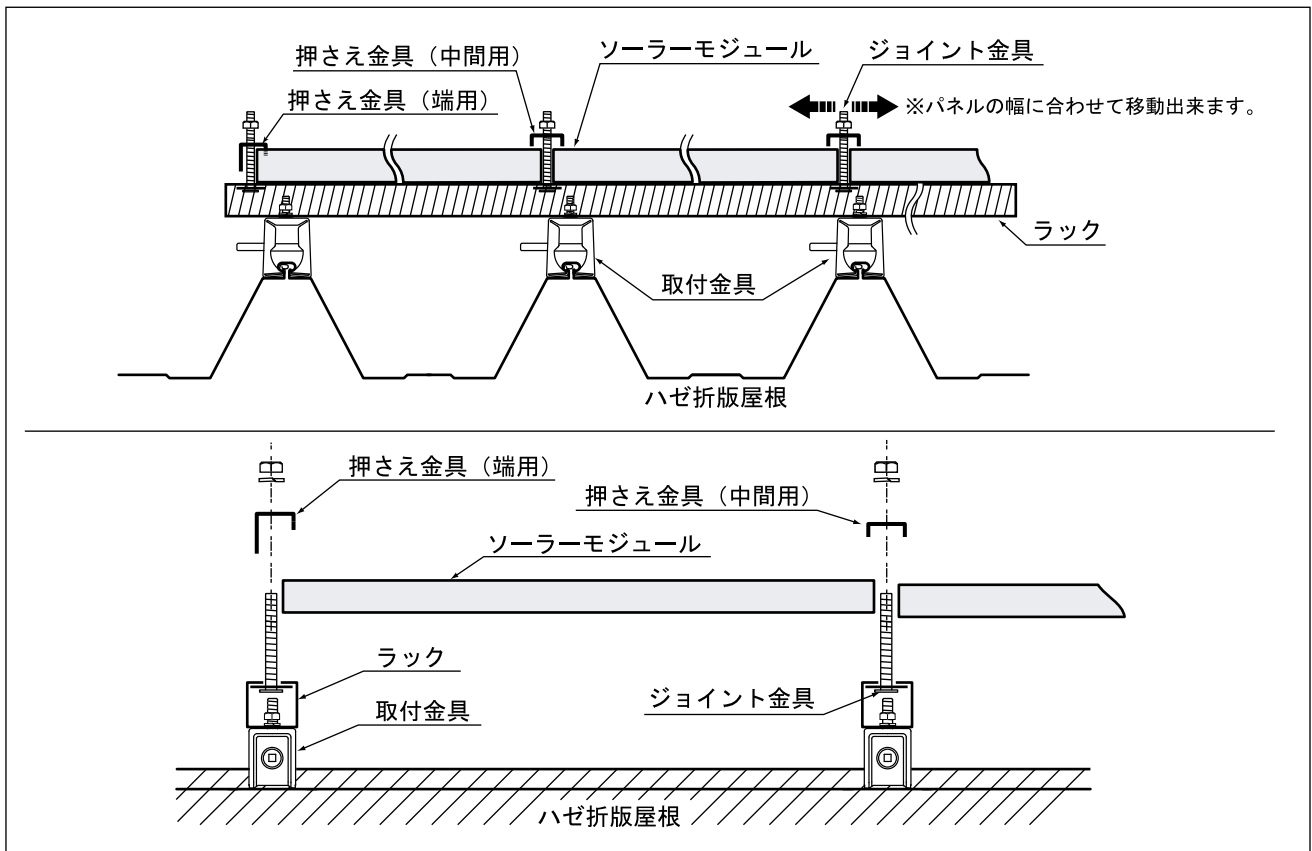 押さえ金具（中間用）
ソーラーモジュール
ジョイント金具
押さえ金具（端用）
※パネルの幅に合わせて移動出来ます。
ラック
取付金具
ハゼ折版屋根
押さえ金具（端用）
押さえ金具（中間用）
ソーラーモジュール
ラック
ジョイント金具
取付金具
ハゼ折版屋根